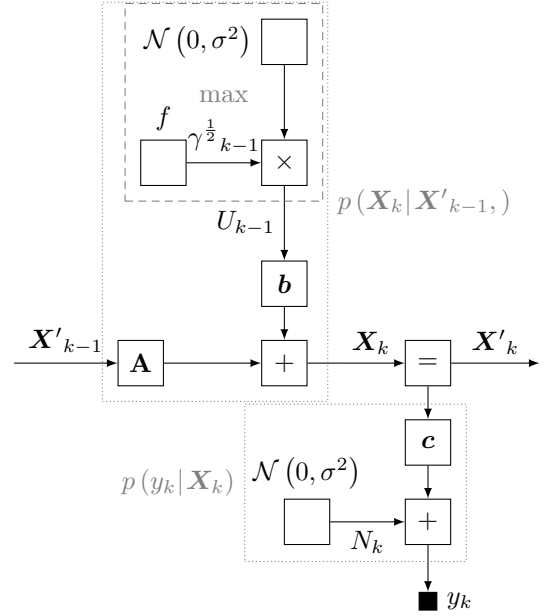 𝒩(0, σ²)
max
f
γ^{1/2}_{k−1}
×
U_{k−1}
p(X_k|X′_{k−1},)
b
X′_{k−1}
A
+
X_k
=
X′_k
c
p(y_k|X_k)
𝒩(0, σ²)
N_k
+
y_k